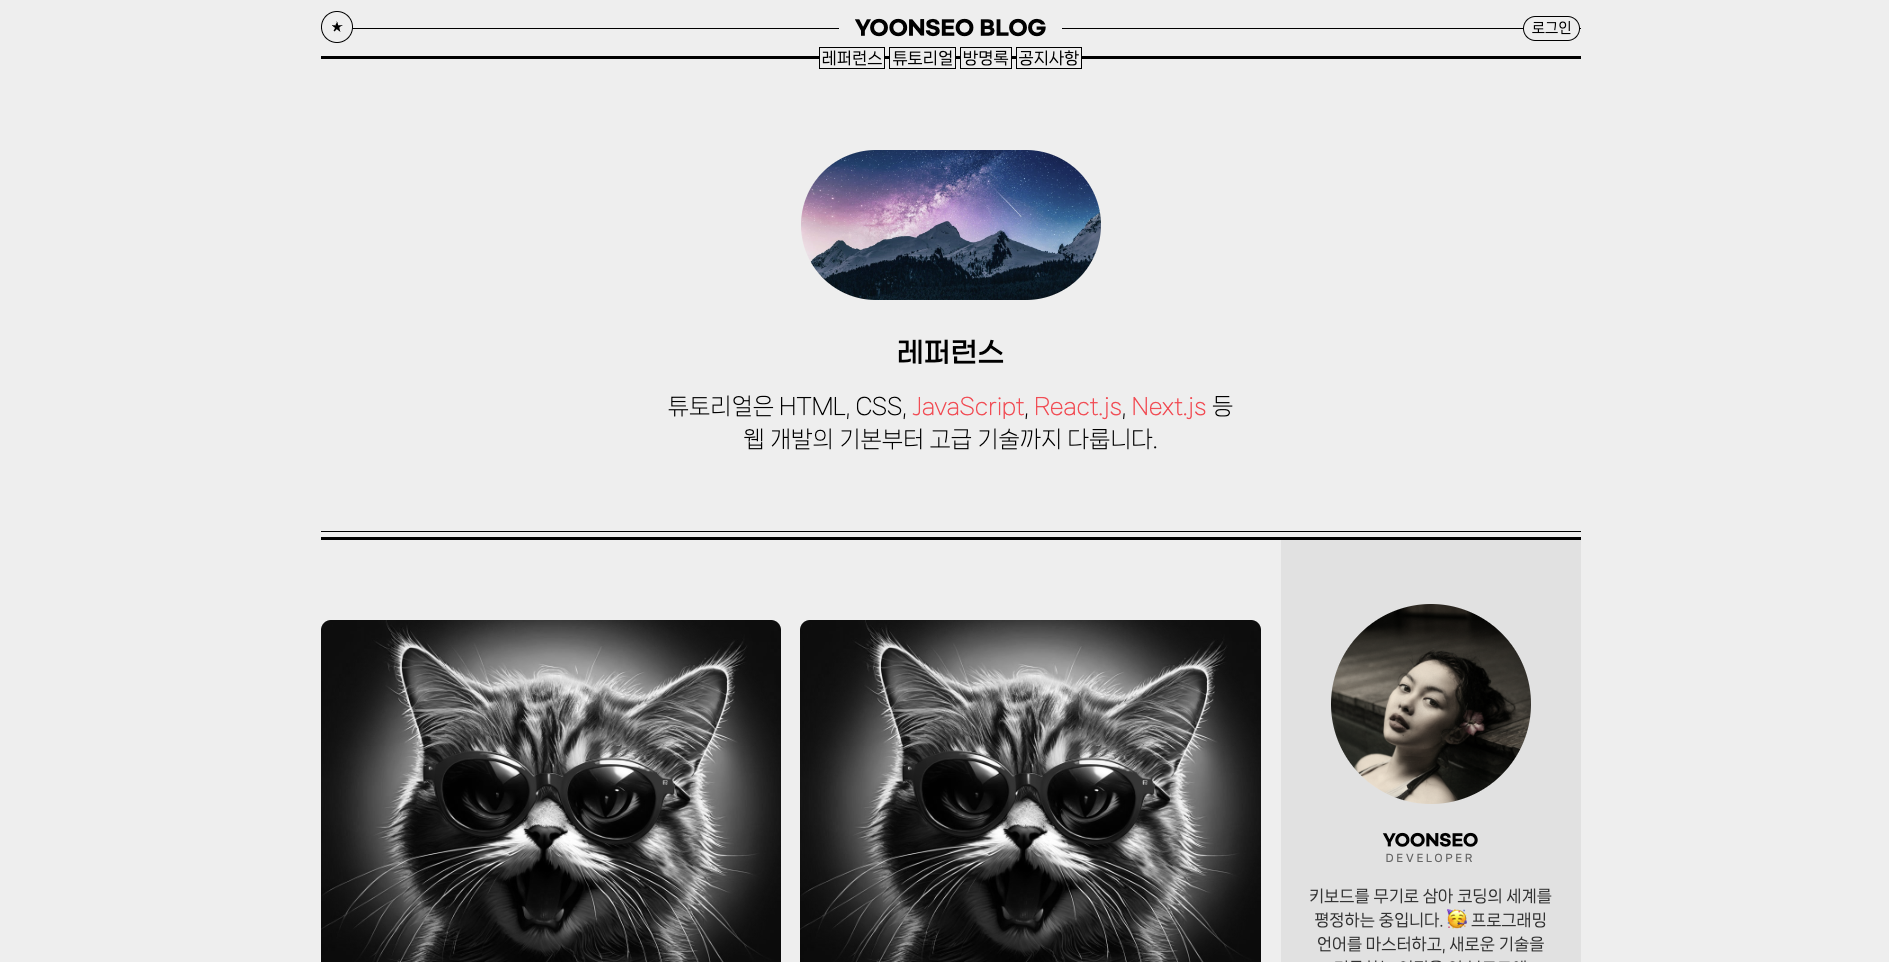 ★
YOONSEO BLOG
로그인
레퍼런스 튜토리얼 방명록 공지사항
레퍼런스
튜토리얼은 HTML, CSS, JavaScript, React.js, Next.js 등
웹 개발의 기본부터 고급 기술까지 다룹니다.
YOONSEO
DEVELOPER
키보드를 무기로 삼아 코딩의 세계를
평정하는 중입니다. 🥳 프로그래밍
언어를 마스터하고, 새로운 기술을